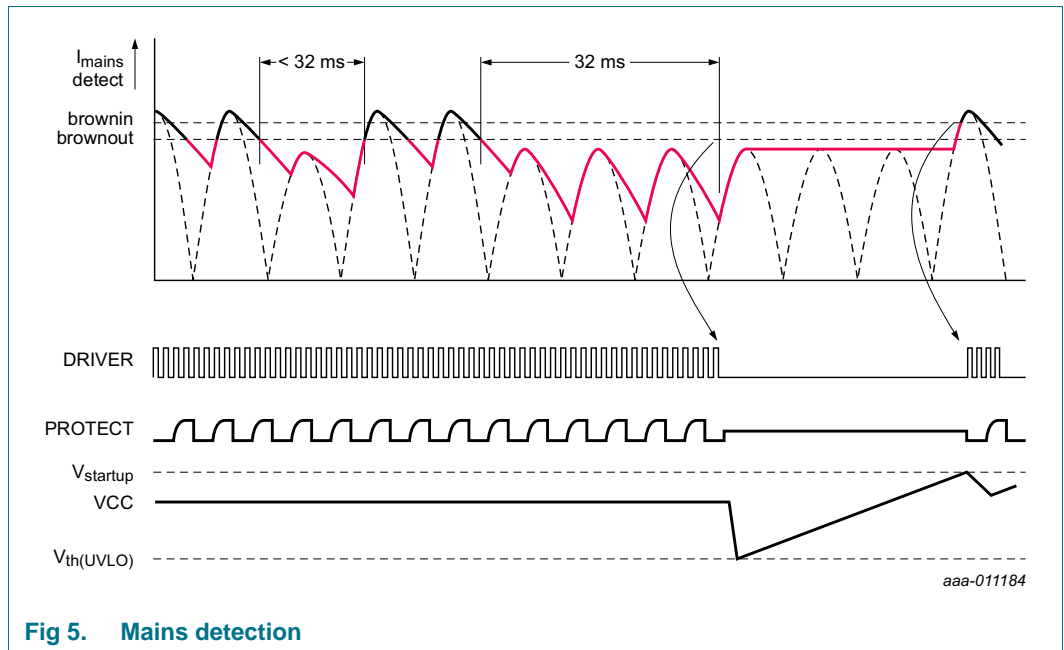 I_mains
detect
< 32 ms
32 ms
brownin
brownout
DRIVER
PROTECT
V_startup
VCC
V_th(UVLO)
aaa-011184
Fig 5. Mains detection